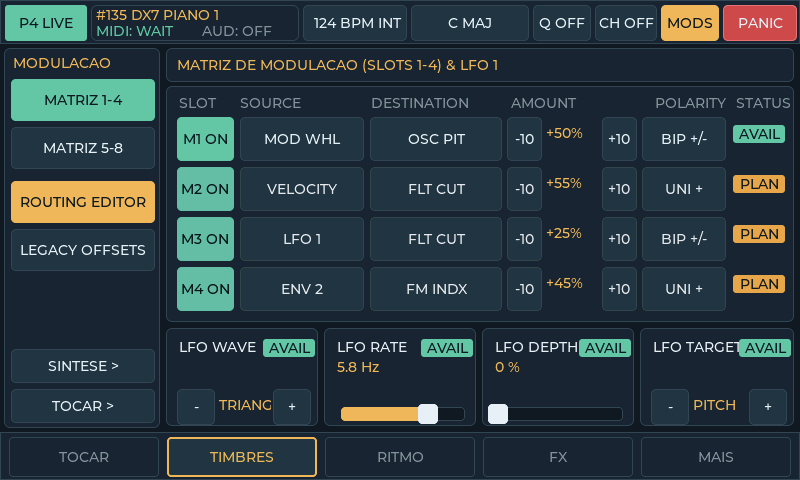 P4 LIVE
#135 DX7 PIANO 1
MIDI: WAIT AUD: OFF
124 BPM INT
C MAJ
Q OFF
CH OFF
MODS
PANIC
MODULACAO
MATRIZ 1-4
MATRIZ 5-8
ROUTING EDITOR
LEGACY OFFSETS
SINTESE >
TOCAR >
MATRIZ DE MODULACAO (SLOTS 1-4) & LFO 1
SLOT SOURCE DESTINATION AMOUNT POLARITY STATUS
M1 ON MOD WHL OSC PIT -10 +50% +10 BIP +/- AVAIL
M2 ON VELOCITY FLT CUT -10 +55% +10 UNI + PLAN
M3 ON LFO 1 FLT CUT -10 +25% +10 BIP +/- PLAN
M4 ON ENV 2 FM INDX -10 +45% +10 UNI + PLAN
LFO WAVE AVAIL
- TRIANG +
LFO RATE AVAIL
5.8 Hz
LFO DEPTH AVAIL
0 %
LFO TARGET AVAIL
- PITCH +
TOCAR TIMBRES RITMO FX MAIS